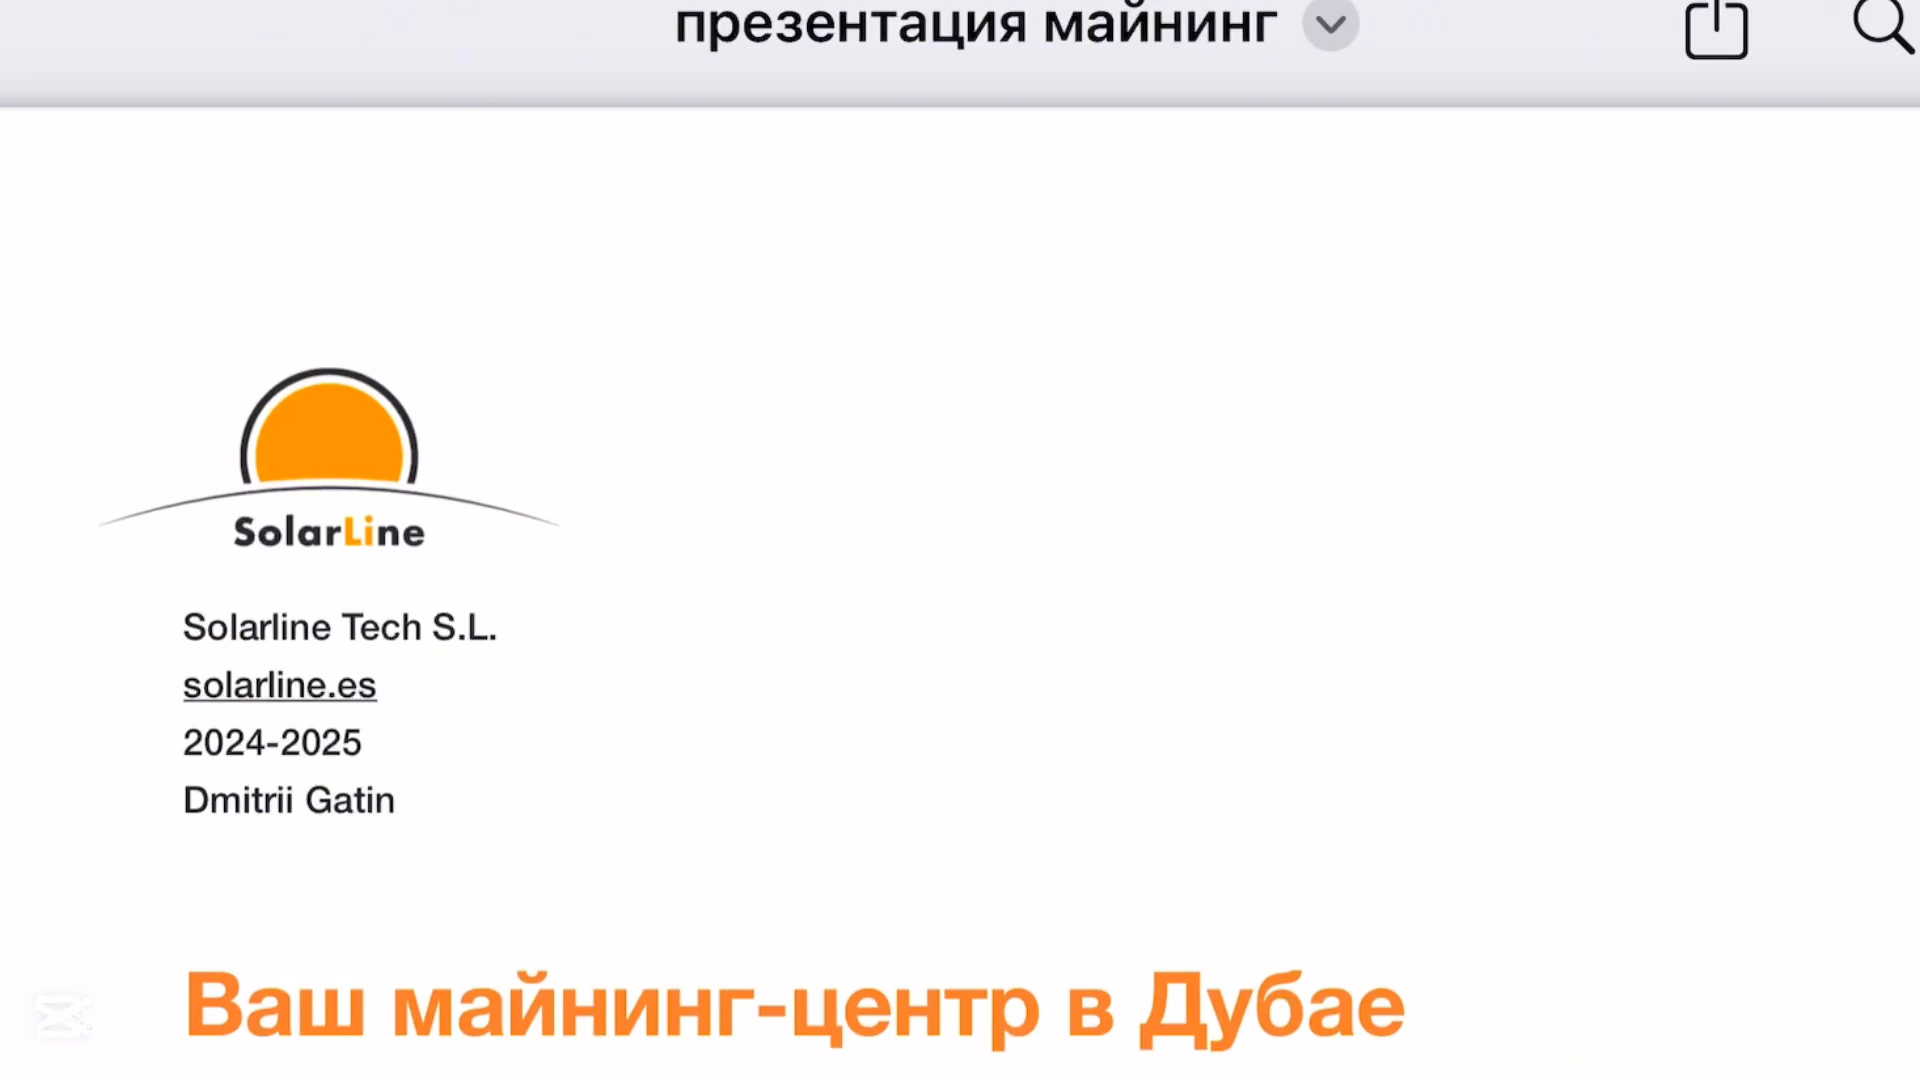 презентация майнинг
SolarLine
Solarline Tech S.L.
solarline.es
2024-2025
Dmitrii Gatin
Ваш майнинг-центр в Дубае